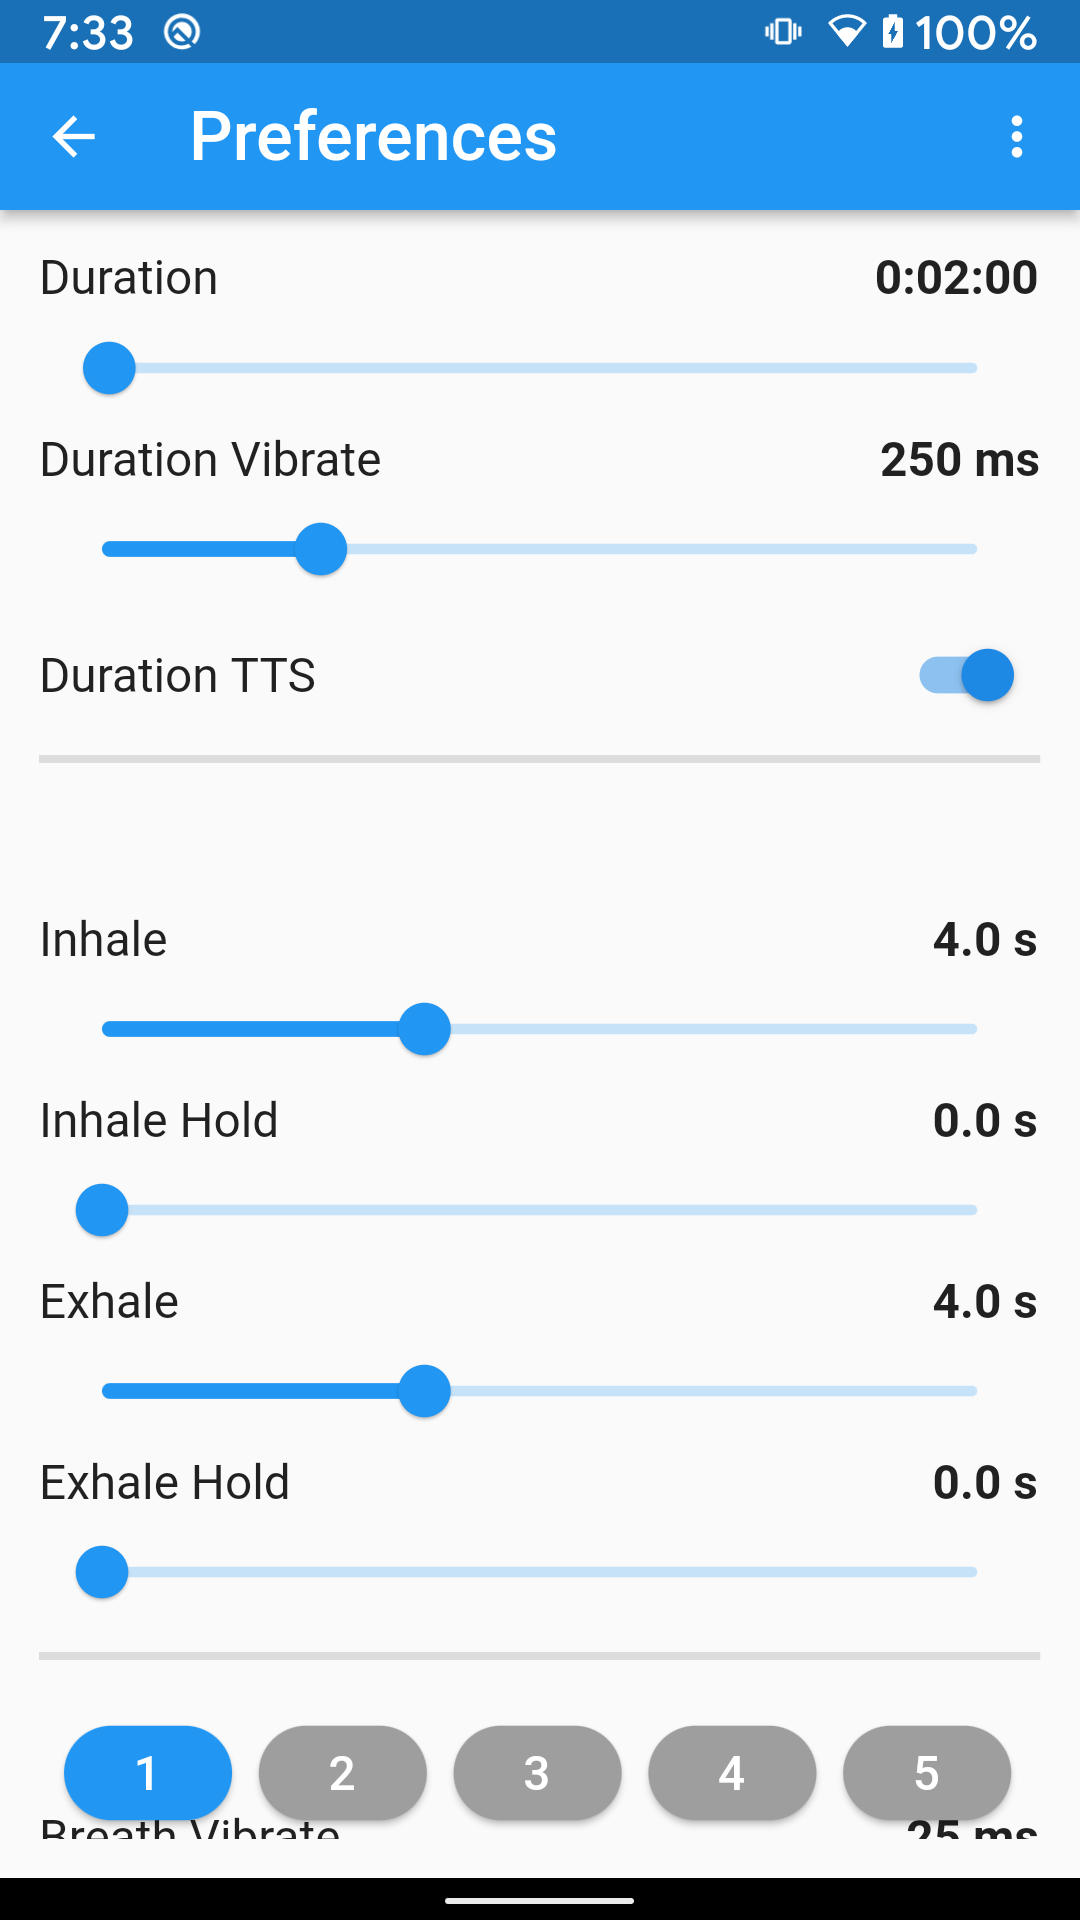 7:33 100%
Preferences
Duration 0:02:00
Duration Vibrate 250 ms
Duration TTS
Inhale 4.0 s
Inhale Hold 0.0 s
Exhale 4.0 s
Exhale Hold 0.0 s
1 2 3 4 5
Breath Vibrate 25 ms